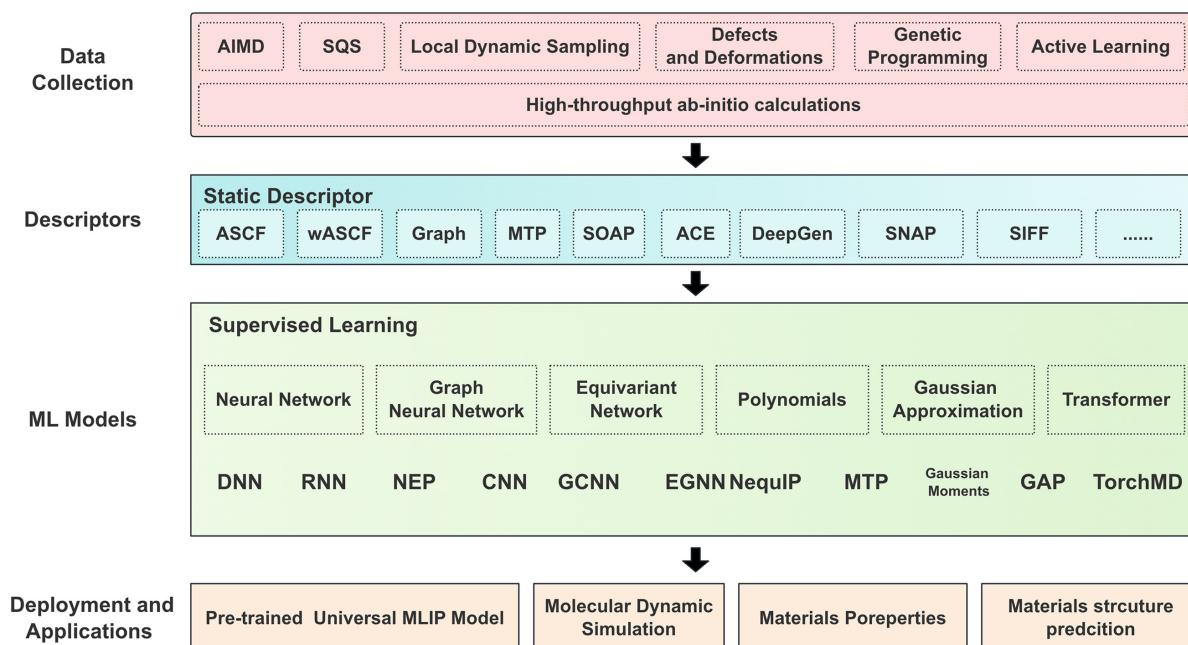 Data
Collection
AIMD
SQS
Local Dynamic Sampling
Defects
and Deformations
Genetic
Programming
Active Learning
High-throughput ab-initio calculations
Descriptors
Static Descriptor
ASCF
wASCF
Graph
MTP
SOAP
ACE
DeepGen
SNAP
SIFF
......
ML Models
Supervised Learning
Neural Network
Graph
Neural Network
Equivariant
Network
Polynomials
Gaussian
Approximation
Transformer
DNN
RNN
NEP
CNN
GCNN
EGNN
NequIP
MTP
Gaussian
Moments
GAP
TorchMD
Deployment and
Applications
Pre-trained Universal MLIP Model
Molecular Dynamic
Simulation
Materials Poreperties
Materials strcuture
predcition